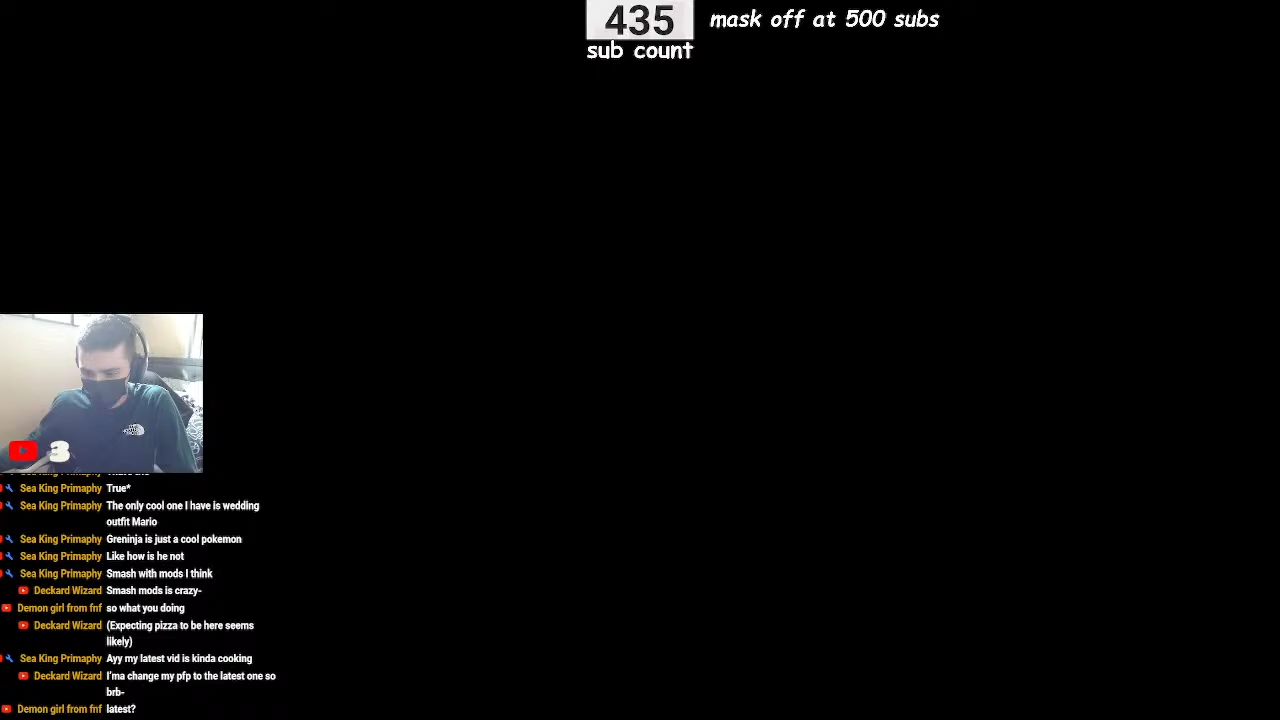 435
mask off at 500 subs
sub count
3
Sea King Primaphy True*
Sea King Primaphy The only cool one I have is wedding
outfit Mario
Sea King Primaphy Greninja is just a cool pokemon
Sea King Primaphy Like how is he not
Sea King Primaphy Smash with mods I think
Deckard Wizard Smash mods is crazy-
Demon girl from fnf so what you doing
Deckard Wizard (Expecting pizza to be here seems
likely)
Sea King Primaphy Ayy my latest vid is kinda cooking
Deckard Wizard I'ma change my pfp to the latest one so
brb-
Demon girl from fnf latest?